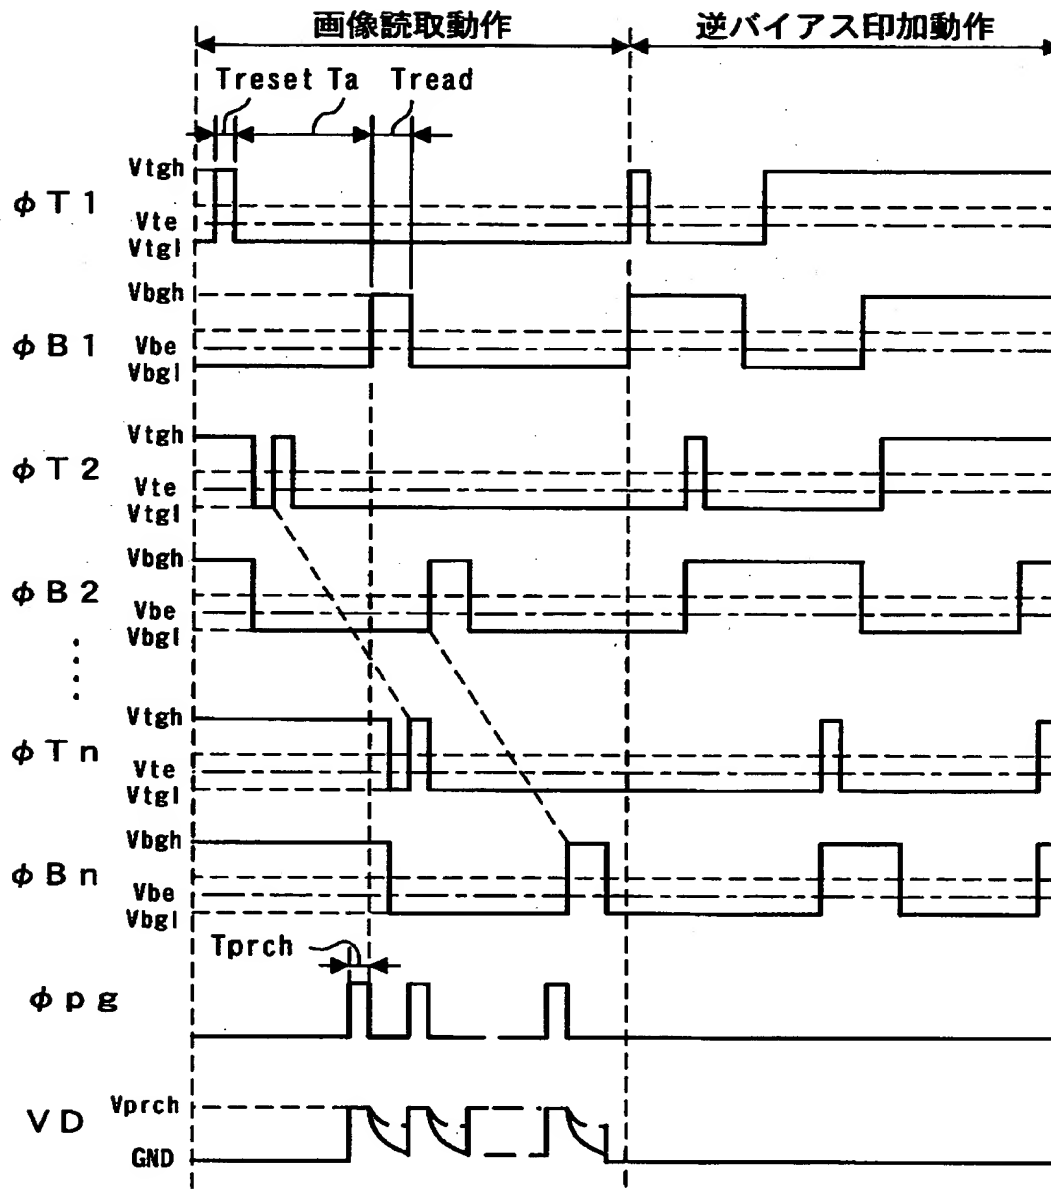 画像読取動作 逆バイアス印加動作
Treset Ta Tread
Vtgh
φT1
Vte
Vtgl
Vbgh
φB1
Vbe
Vbgl
Vtgh
φT2
Vte
Vtgl
Vbgh
φB2
Vbe
Vbgl
Vtgh
φTn
Vte
Vtgl
Vbgh
φBn
Vbe
Vbgl
Tprch
φpg
Vprch
VD
GND